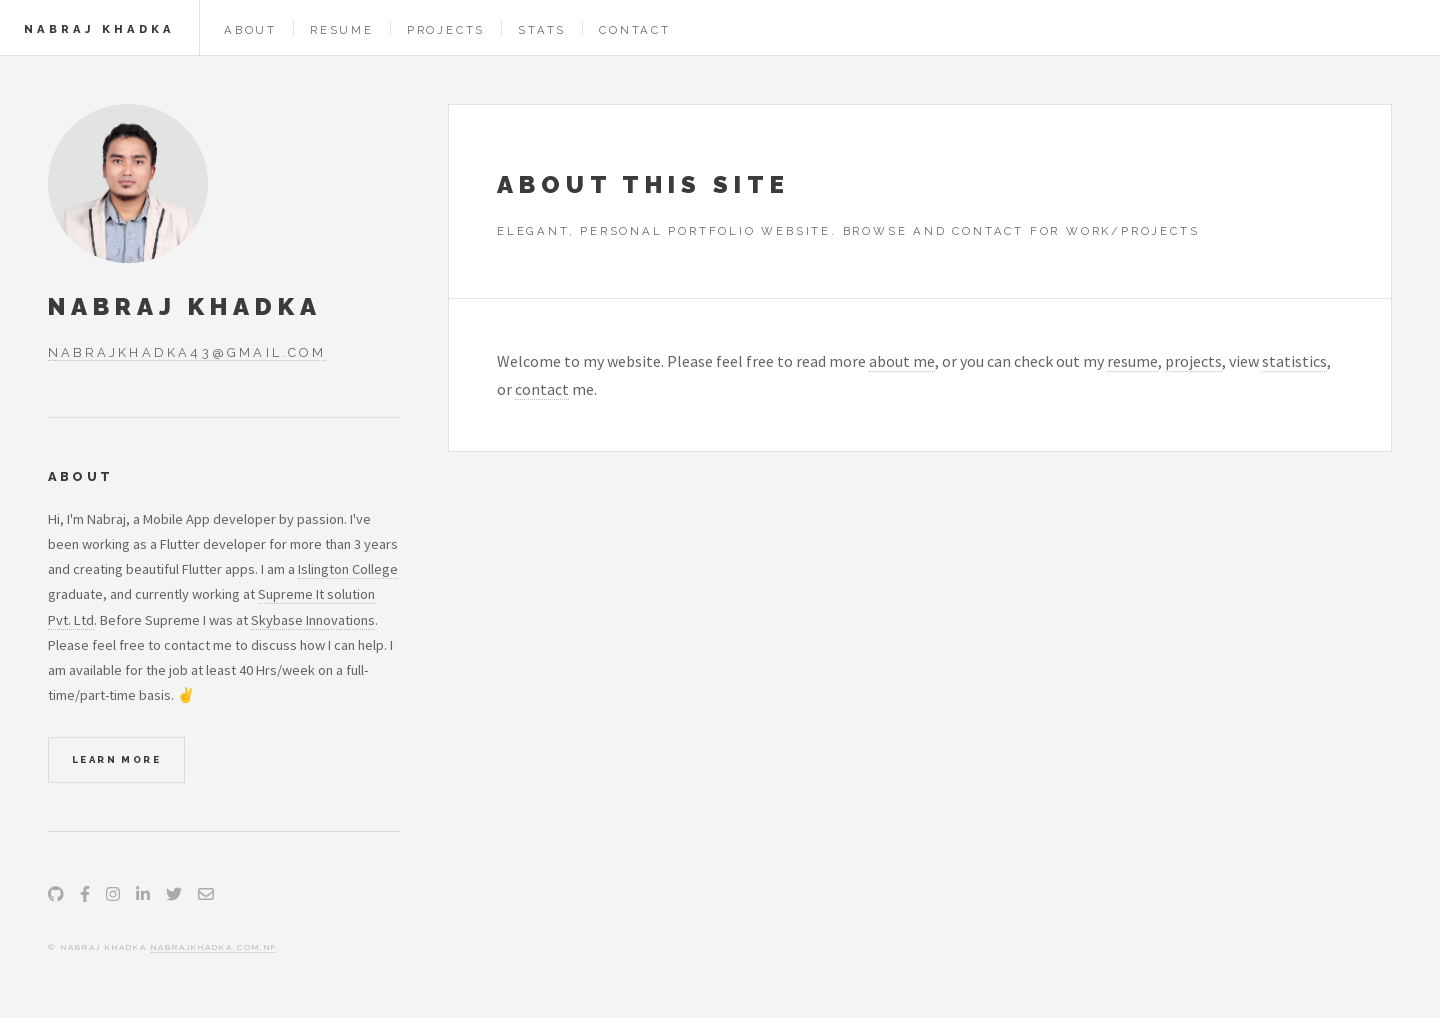 NABRAJ KHADKA
ABOUT
RESUME
PROJECTS
STATS
CONTACT
NABRAJ KHADKA
NABRAJKHADKA43@GMAIL.COM
ABOUT
Hi, I'm Nabraj, a Mobile App developer by passion. I've
been working as a Flutter developer for more than 3 years
and creating beautiful Flutter apps. I am a Islington College
graduate, and currently working at Supreme It solution
Pvt. Ltd. Before Supreme I was at Skybase Innovations.
Please feel free to contact me to discuss how I can help. I
am available for the job at least 40 Hrs/week on a full-
time/part-time basis. ✌
LEARN MORE
© NABRAJ KHADKA NABRAJKHADKA.COM.NP.
ABOUT THIS SITE
ELEGANT, PERSONAL PORTFOLIO WEBSITE. BROWSE AND CONTACT FOR WORK/PROJECTS
Welcome to my website. Please feel free to read more about me, or you can check out my resume, projects, view statistics,
or contact me.